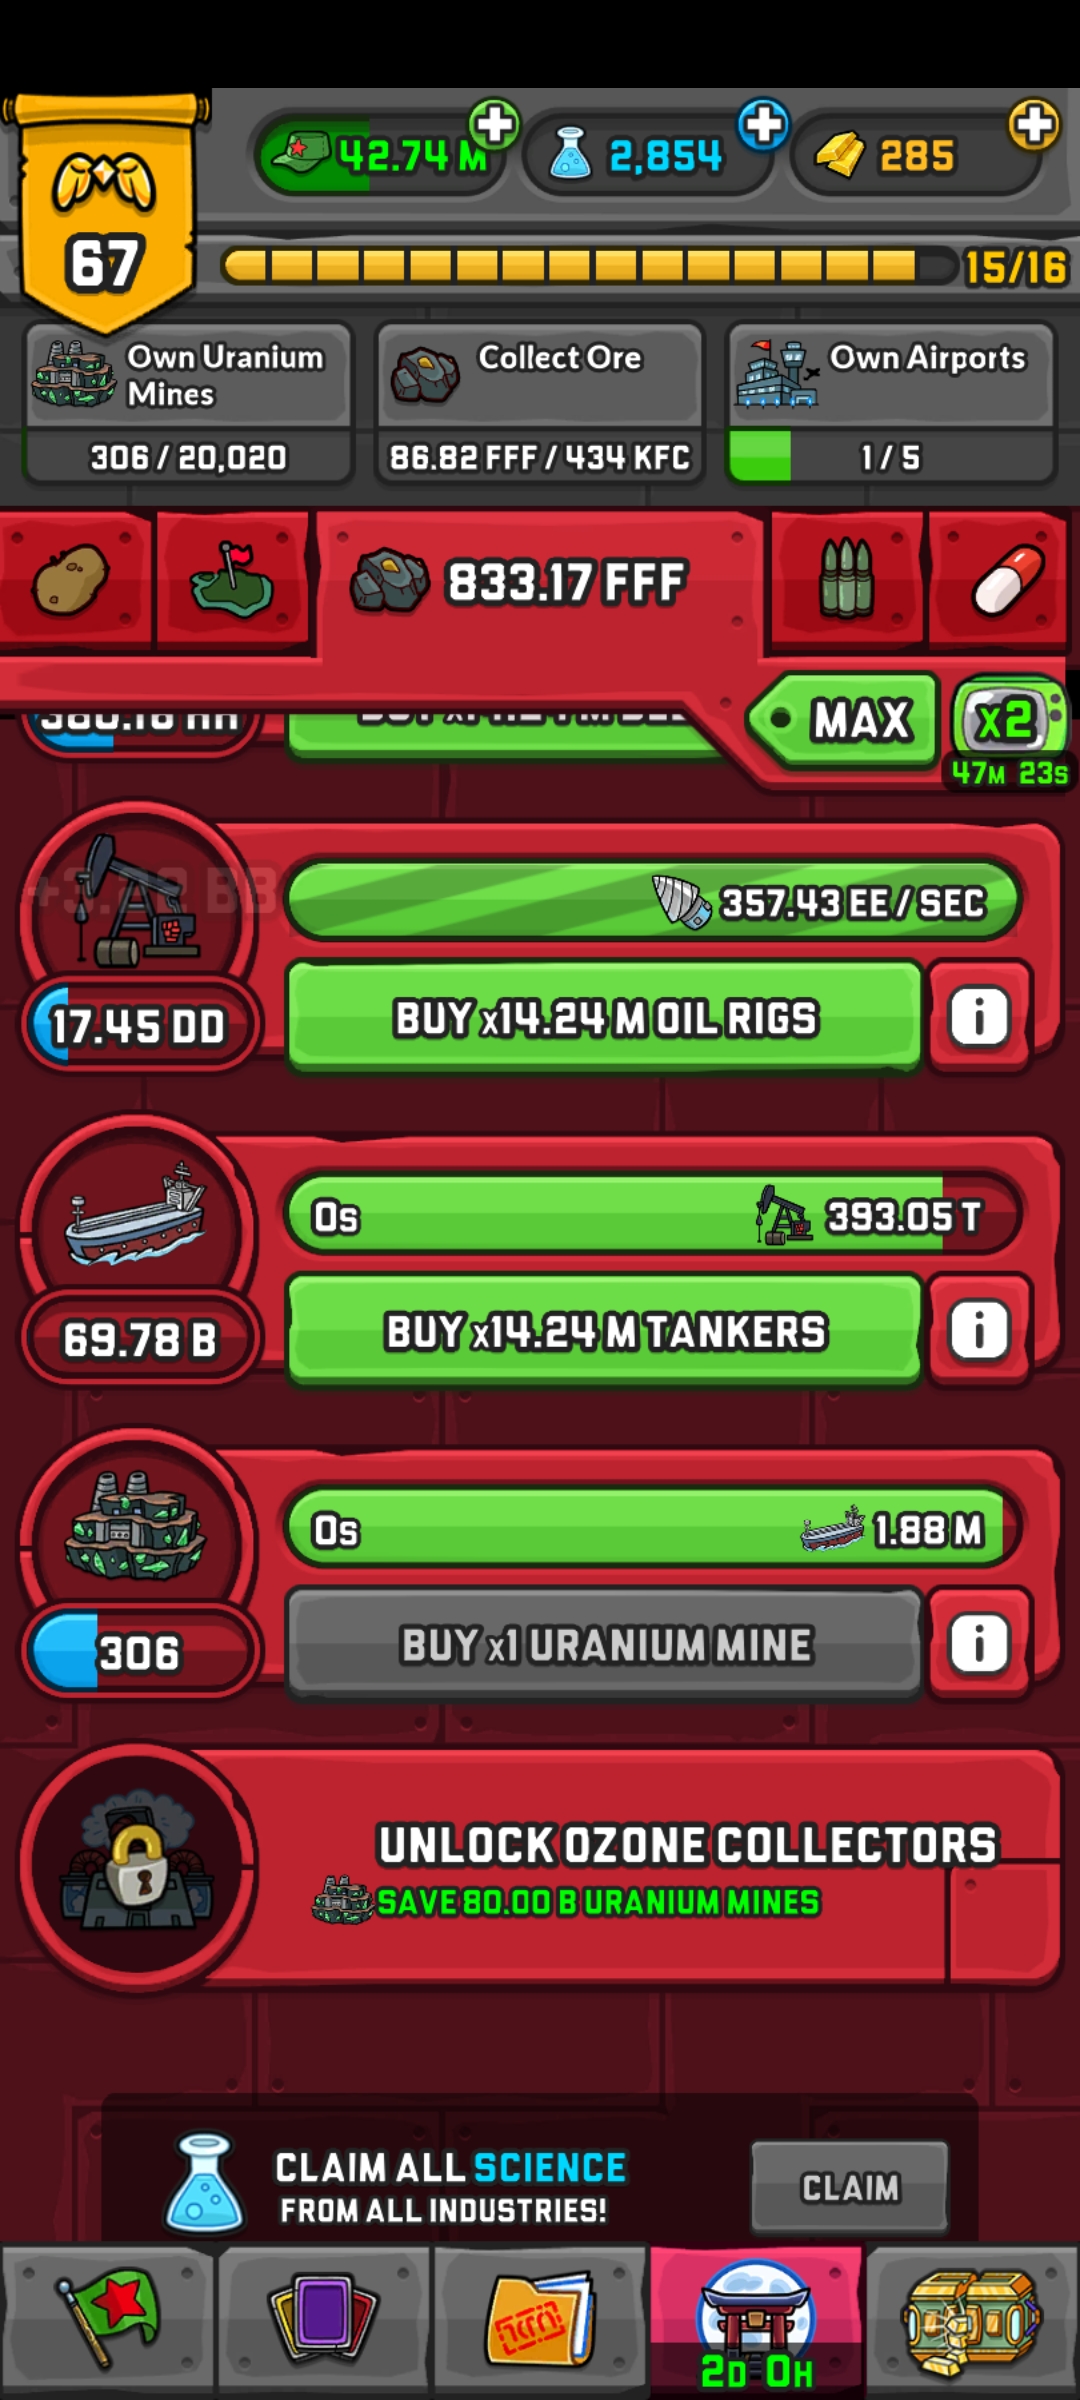 42.74 M
2,854
285
67
15/16
Own Uranium
Mines
306 / 20,020
Collect Ore
86.82 FFF / 434 KFC
Own Airports
1 / 5
833.17 FFF
MAX
x2
47M 23S
357.43 EE / SEC
17.45 DD
BUY x14.24 M OIL RIGS
i
0s
393.05 T
69.78 B
BUY x14.24 M TANKERS
i
0s
1.88 M
306
BUY x1 URANIUM MINE
i
UNLOCK OZONE COLLECTORS
SAVE 80.00 B URANIUM MINES
CLAIM ALL SCIENCE
FROM ALL INDUSTRIES!
CLAIM
2D 0H